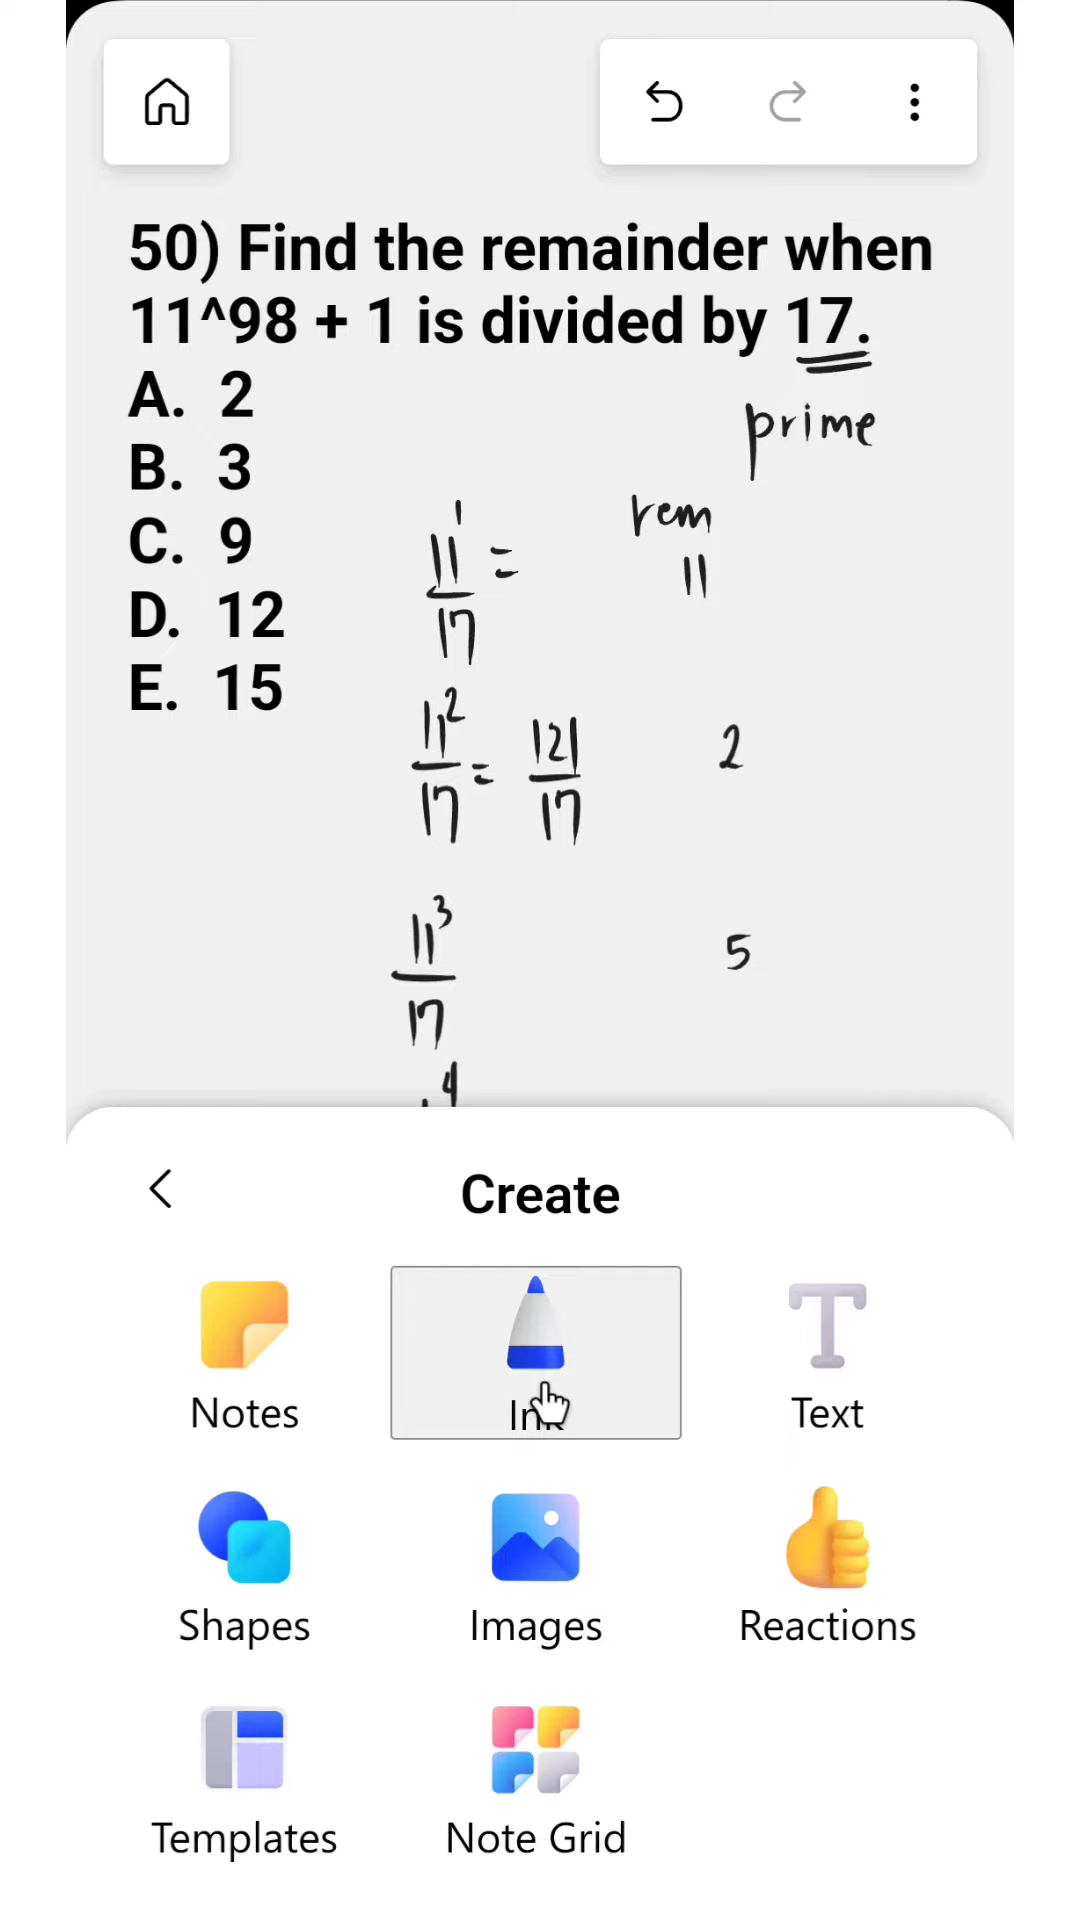 50) Find the remainder when
11^98 + 1 is divided by 17.
A. 2
prime
B. 3
C. 9
D. 12
E. 15
rem
11^1/17 = 11
11^2/17 = 121/17 2
11^3/17 5
4
Create
Notes
Ink
Text
Shapes
Images
Reactions
Templates
Note Grid